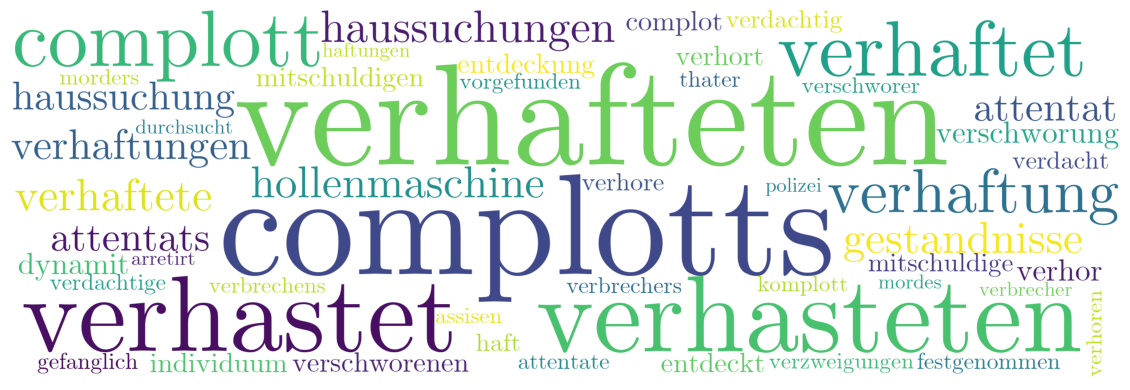 complott haussuchungen complot verdachtig
haftungen verhort verhaftet
morders mitschuldigen entdeckung vorgefunden thater verschworer
haussuchung verhafteten attentat
durchsucht verschworung
verhaftungen verdacht
verhaftete hollenmaschine verhore polizei verhaftung
attentats complotts gestandnisse
dynamit arretirt mitschuldige verhor
verdachtige verbrechens verbrechers komplott mordes verbrecher
verhastet assisen verhasteten verhoren
haft
gefanglich individuum verschworenen attentate entdeckt verzweigungen festgenommen